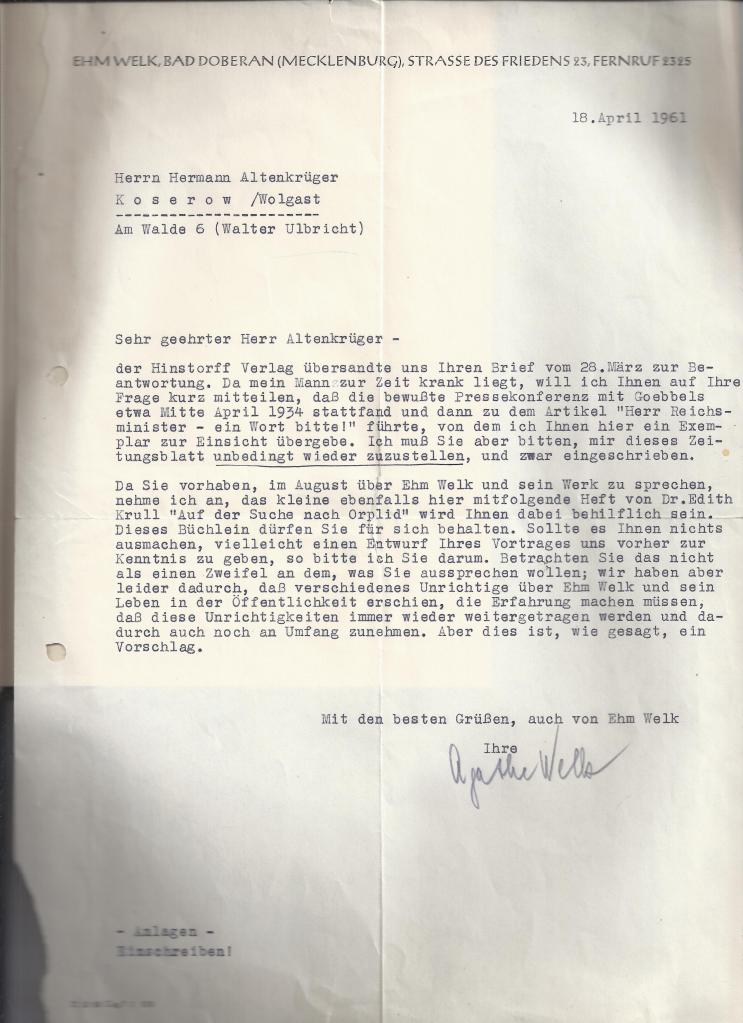 EHM WELK, BAD DOBERAN (MECKLENBURG), STRASSE DES FRIEDENS 23, FERNRUF 2325
18.April 1961
Herrn Hermann Altenkrüger
K o s e r o w /Wolgast
Am Walde 6 (Walter Ulbricht)
Sehr geehrter Herr Altenkrüger -
der Hinstorff Verlag übersandte uns Ihren Brief vom 28.März zur Be-
antwortung. Da mein Mann zur Zeit krank liegt, will ich Ihnen auf Ihre
Frage kurz mitteilen, daß die bewußte Pressekonferenz mit Goebbels
etwa Mitte April 1934 stattfand und dann zu dem Artikel "Herr Reichs-
minister - ein Wort bitte!" führte, von dem ich Ihnen hier ein Exem-
plar zur Einsicht übergebe. Ich muß Sie aber bitten, mir dieses Zei-
tungsblatt unbedingt wieder zuzustellen, und zwar eingeschrieben.
Da Sie vorhaben, im August über Ehm Welk und sein Werk zu sprechen,
nehme ich an, das kleine ebenfalls hier mitfolgende Heft von Dr.Edith
Krull "Auf der Suche nach Orplid" wird Ihnen dabei behilflich sein.
Dieses Büchlein dürfen Sie für sich behalten. Sollte es Ihnen nichts
ausmachen, vielleicht einen Entwurf Ihres Vortrages uns vorher zur
Kenntnis zu geben, so bitte ich Sie darum. Betrachten Sie das nicht
als einen Zweifel an dem, was Sie aussprechen wollen; wir haben aber
leider dadurch, daß verschiedenes Unrichtige über Ehm Welk und sein
Leben in der Öffentlichkeit erschien, die Erfahrung machen müssen,
daß diese Unrichtigkeiten immer wieder weitergetragen werden und da-
durch auch noch an Umfang zunehmen. Aber dies ist, wie gesagt, ein
Vorschlag.
Mit den besten Grüßen, auch von Ehm Welk
Ihre
Agathe Welk
- Anlagen -
Einschreiben!